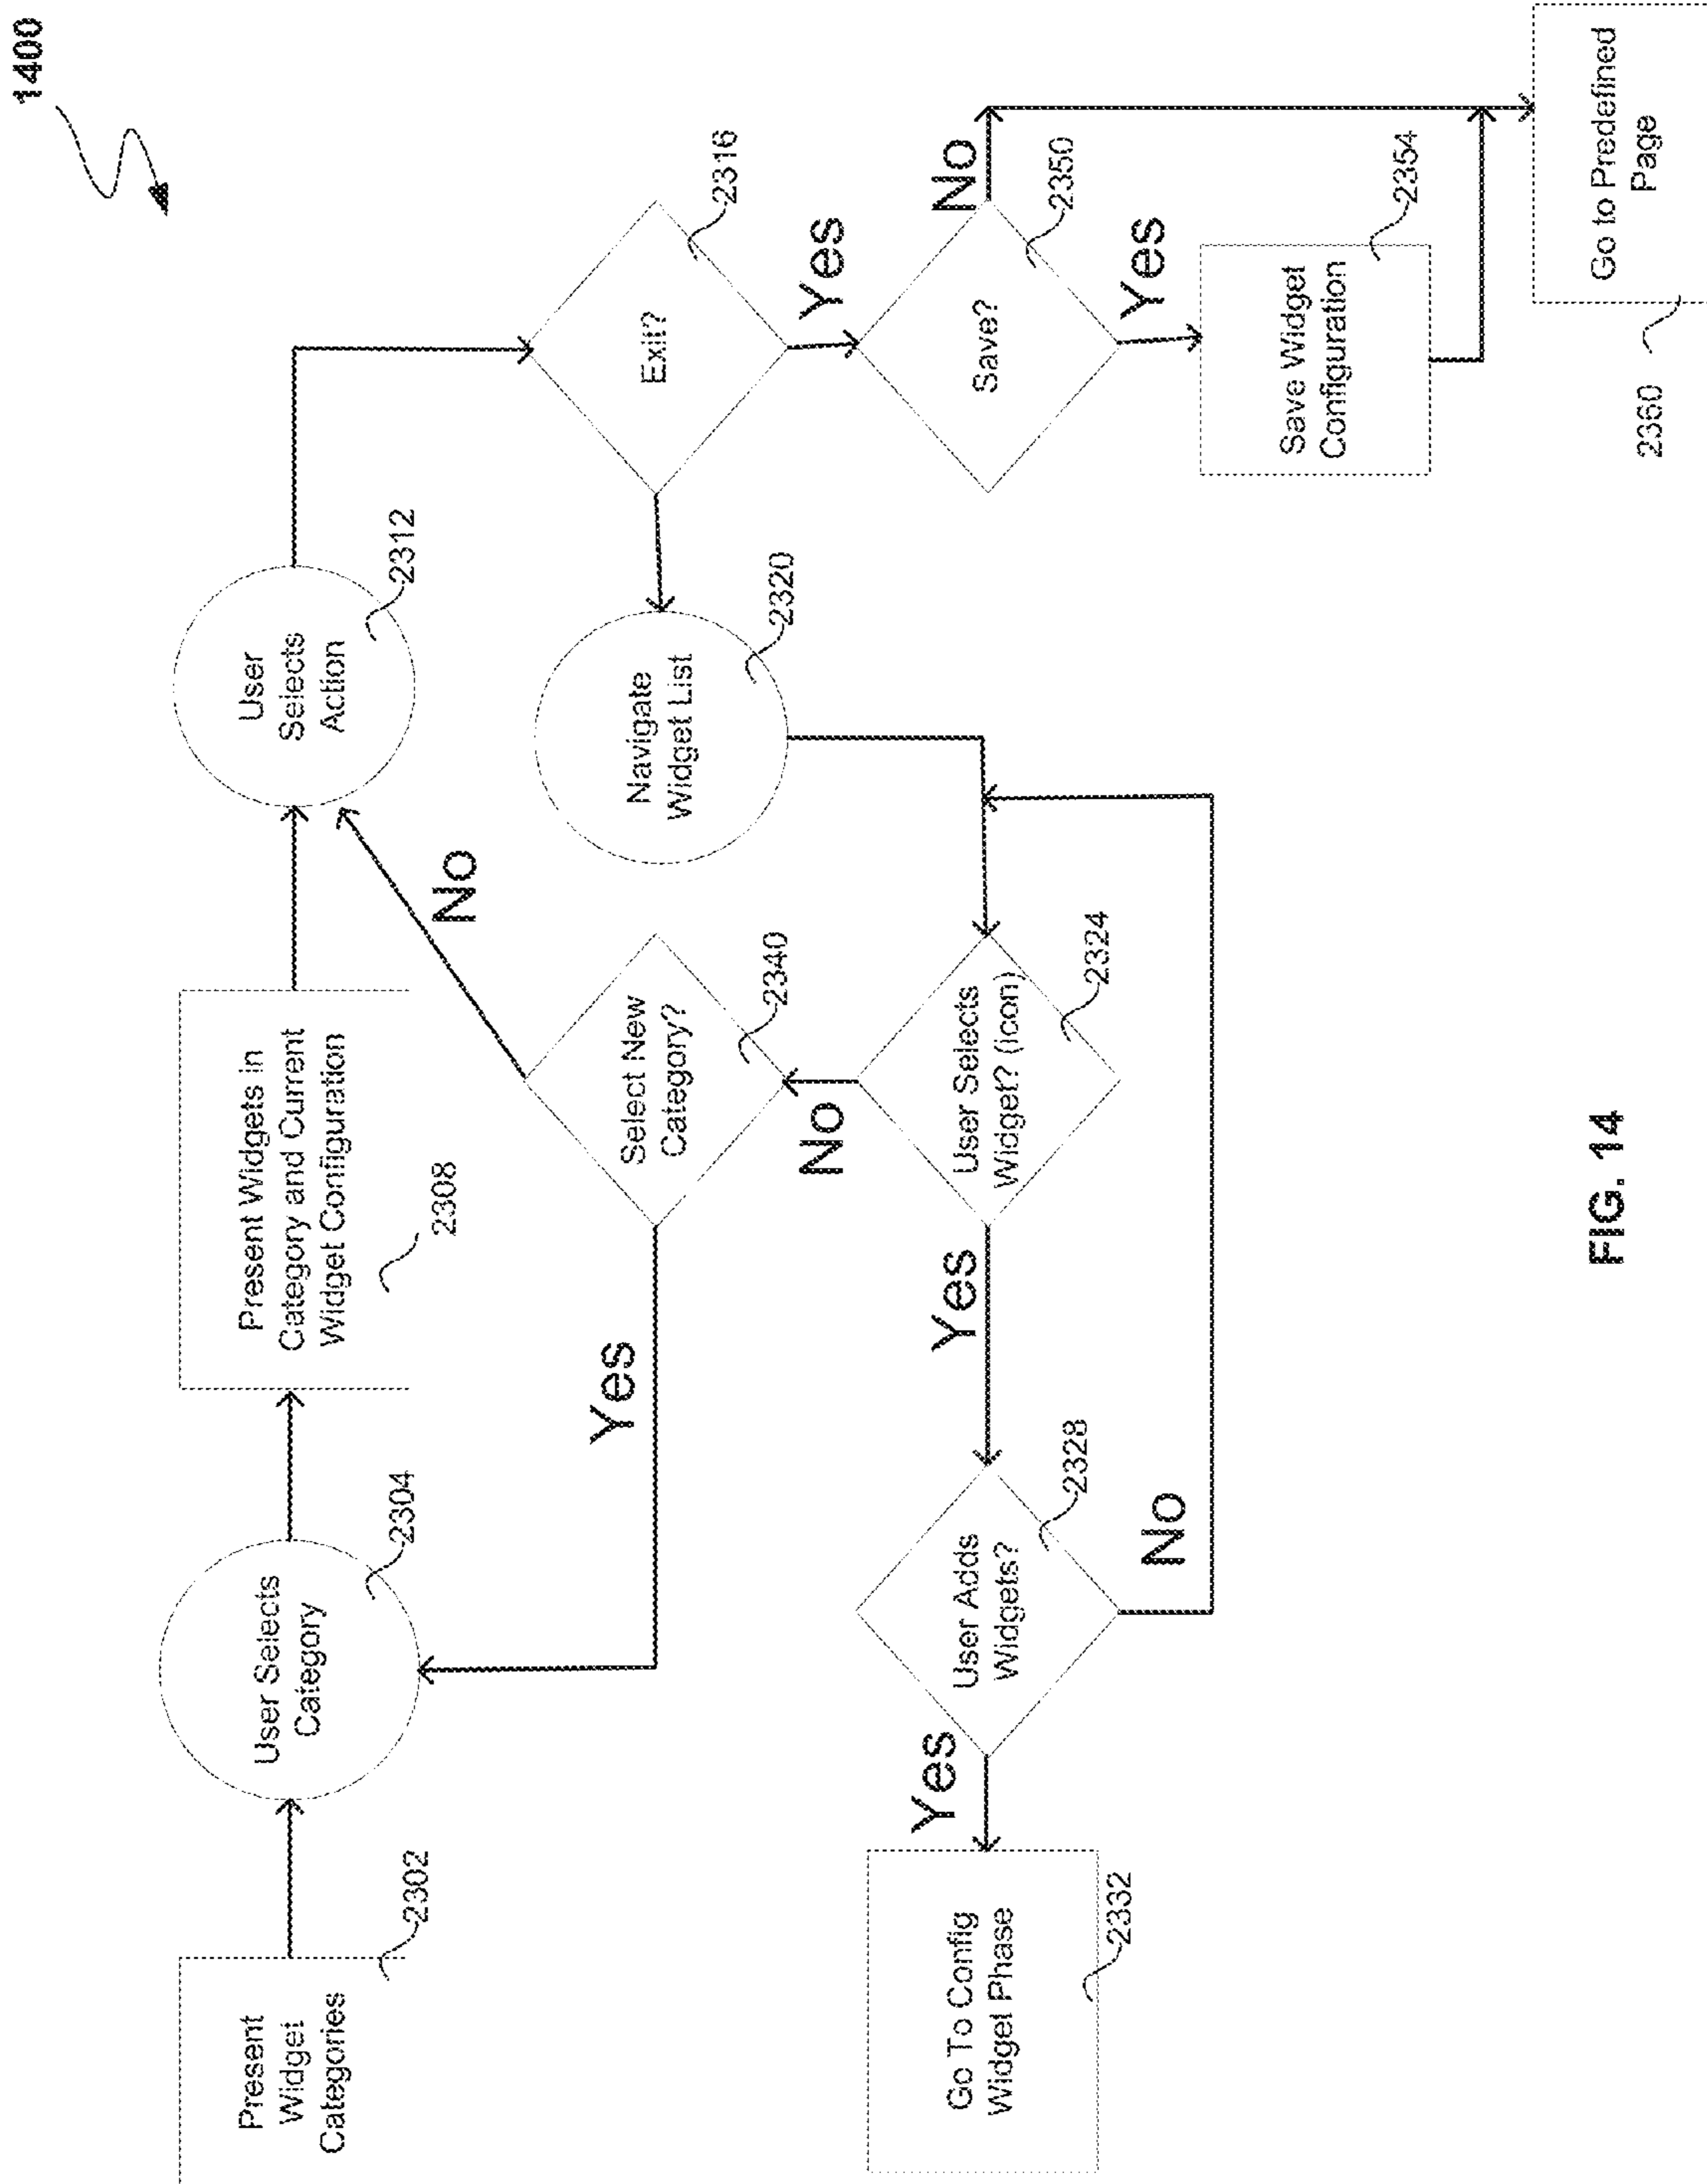 1400
Present
Widget
Categories
2302
User Selects
Category
2304
Present Widgets in
Category and Current
Widget Configuration
2308
User
Selects
Action
2312
No
Yes
Select New
Category?
2340
Navigate
Widget List
2320
Exit?
2316
Yes
No
Go To Config
Widget Phase
2332
Yes
User Adds
Widgets?
2328
No
Yes
User Selects
Widget? (icon)
2324
Save?
2350
No
Yes
Save Widget
Configuration
2354
Go to Predefined
Page
2360
FIG. 14